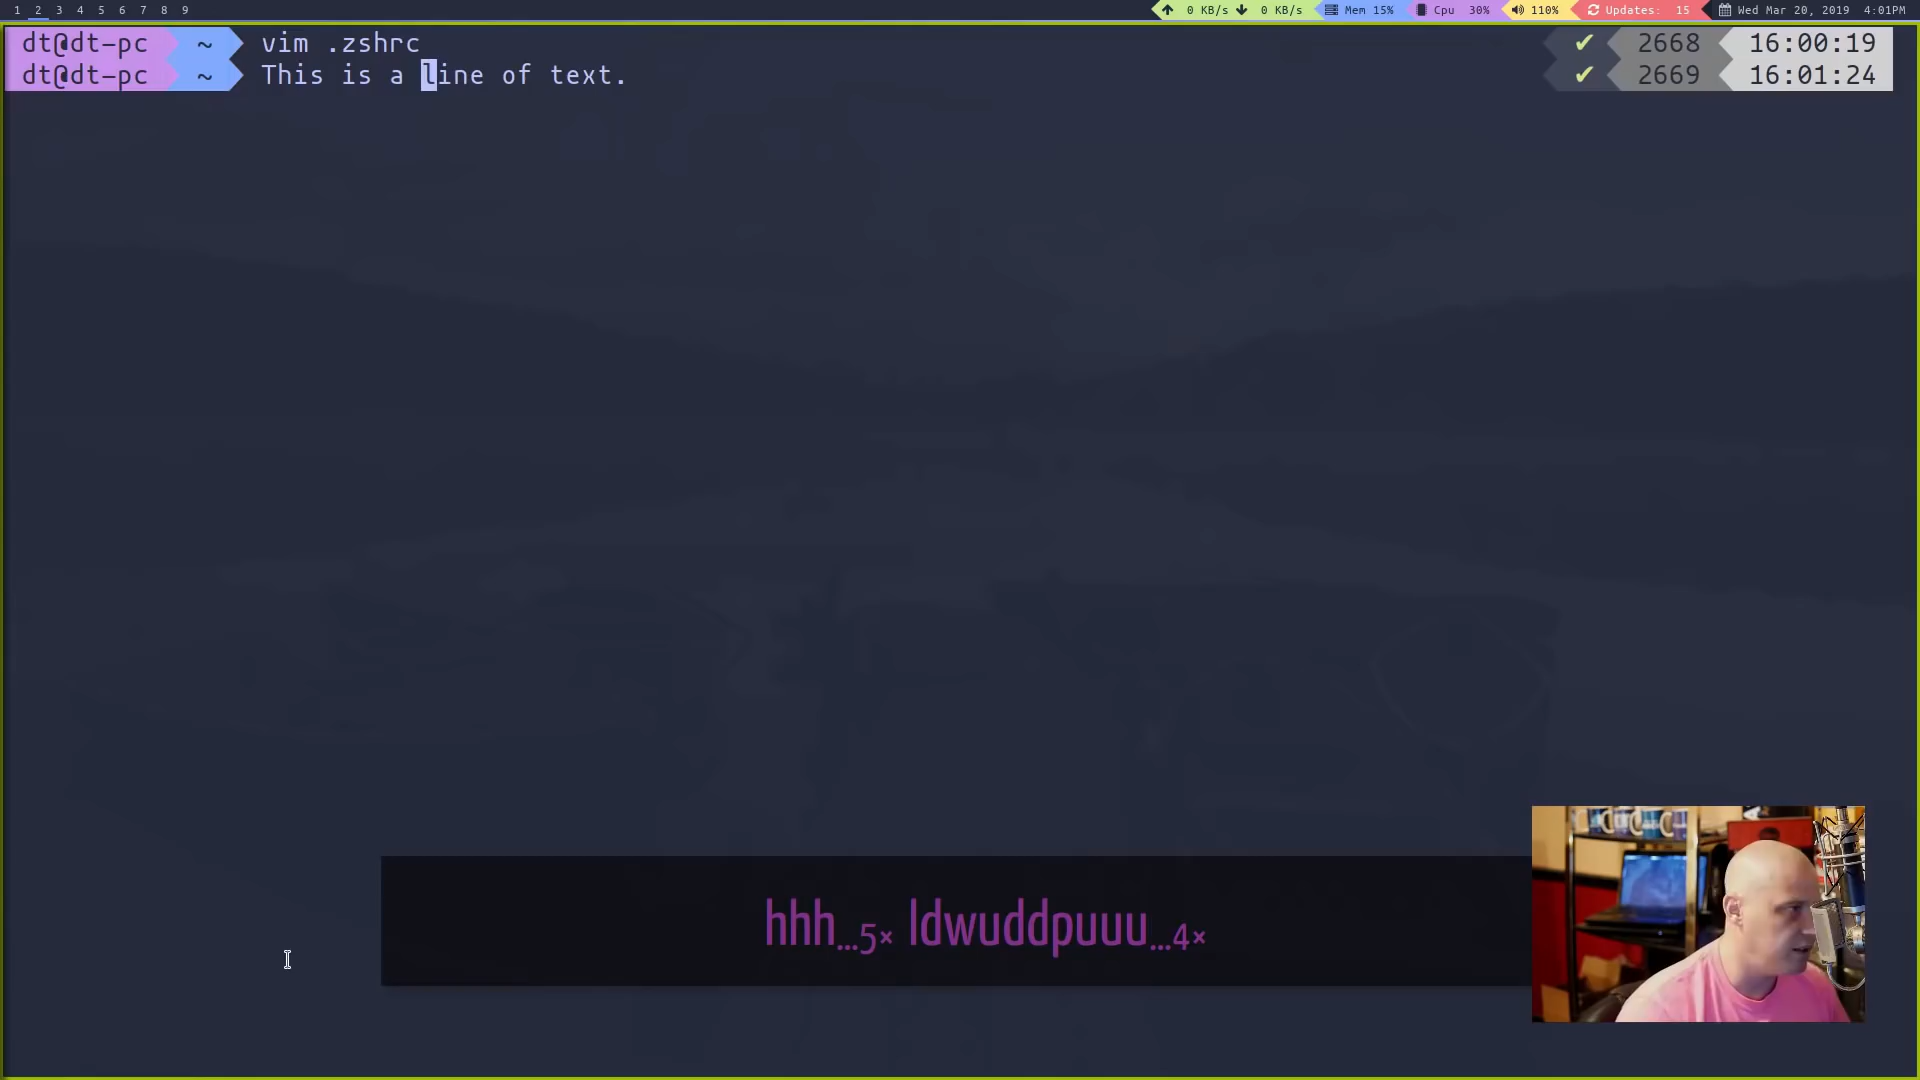 1 2 3 4 5 6 7 8 9
0 KB/s 0 KB/s Mem 15% Cpu 30% 110% Updates: 15 Wed Mar 20, 2019 4:01PM
dt@dt-pc ~ vim .zshrc ✔ 2668 16:00:19
dt@dt-pc ~ This is a line of text. ✔ 2669 16:01:24
hhh...5× ldwuddpuuu...4×